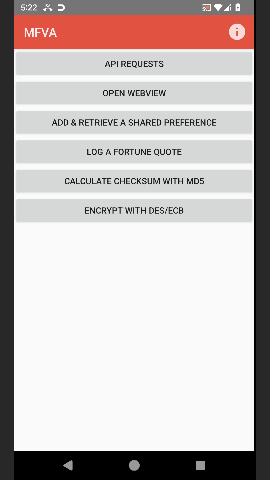 5:22
MFVA
API REQUESTS
OPEN WEBVIEW
ADD & RETRIEVE A SHARED PREFERENCE
LOG A FORTUNE QUOTE
CALCULATE CHECKSUM WITH MD5
ENCRYPT WITH DES/ECB